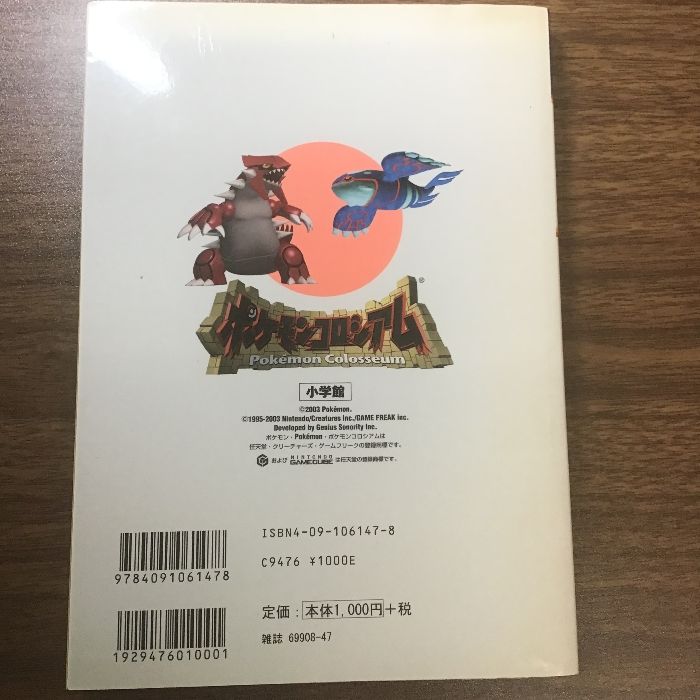 ポケモンコロシアム®
Pokémon Colosseum
小学館
©2003 Pokémon.
©1995-2003 Nintendo/Creatures Inc./GAME FREAK inc.
Developed by Genius Sonority Inc.
ポケモン・Pokémon・ポケモンコロシアムは
任天堂・クリーチャーズ・ゲームフリークの登録商標です。
および NINTENDO GAMECUBE は任天堂の登録商標です。
ISBN4-09-106147-8
C9476 ¥1000E
9784091061478
定価:本体1,000円+税
雑誌 69908-47
1929476010001